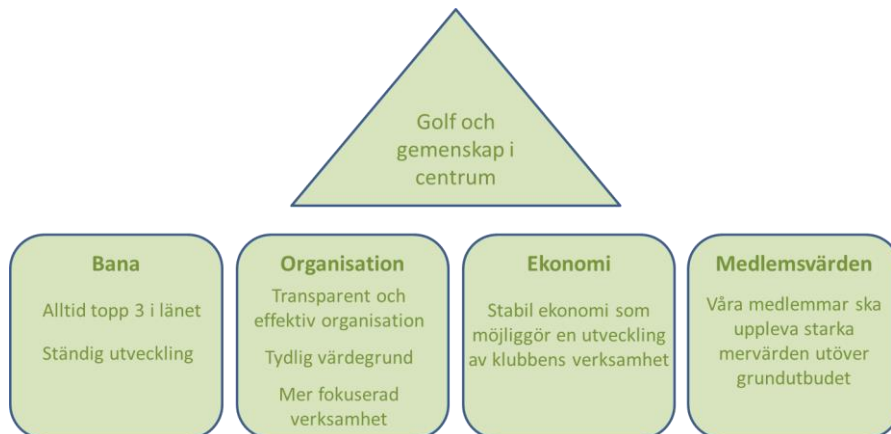 Golf och
gemenskap i
centrum
Bana
Alltid topp 3 i länet
Ständig utveckling
Organisation
Transparent och
effektiv organisation
Tydlig värdegrund
Mer fokuserad
verksamhet
Ekonomi
Stabil ekonomi som
möjliggör en utveckling
av klubbens verksamhet
Medlemsvärden
Våra medlemmar ska
uppleva starka
mervärden utöver
grundutbudet